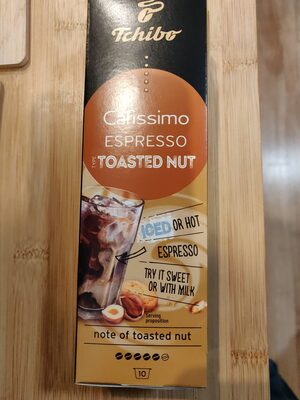 Tchibo
Cafissimo
ESPRESSO
TYPE TOASTED NUT
ICED OR HOT
ESPRESSO
TRY IT SWEET
OR WITH MILK
Serving
proposition
note of toasted nut
10